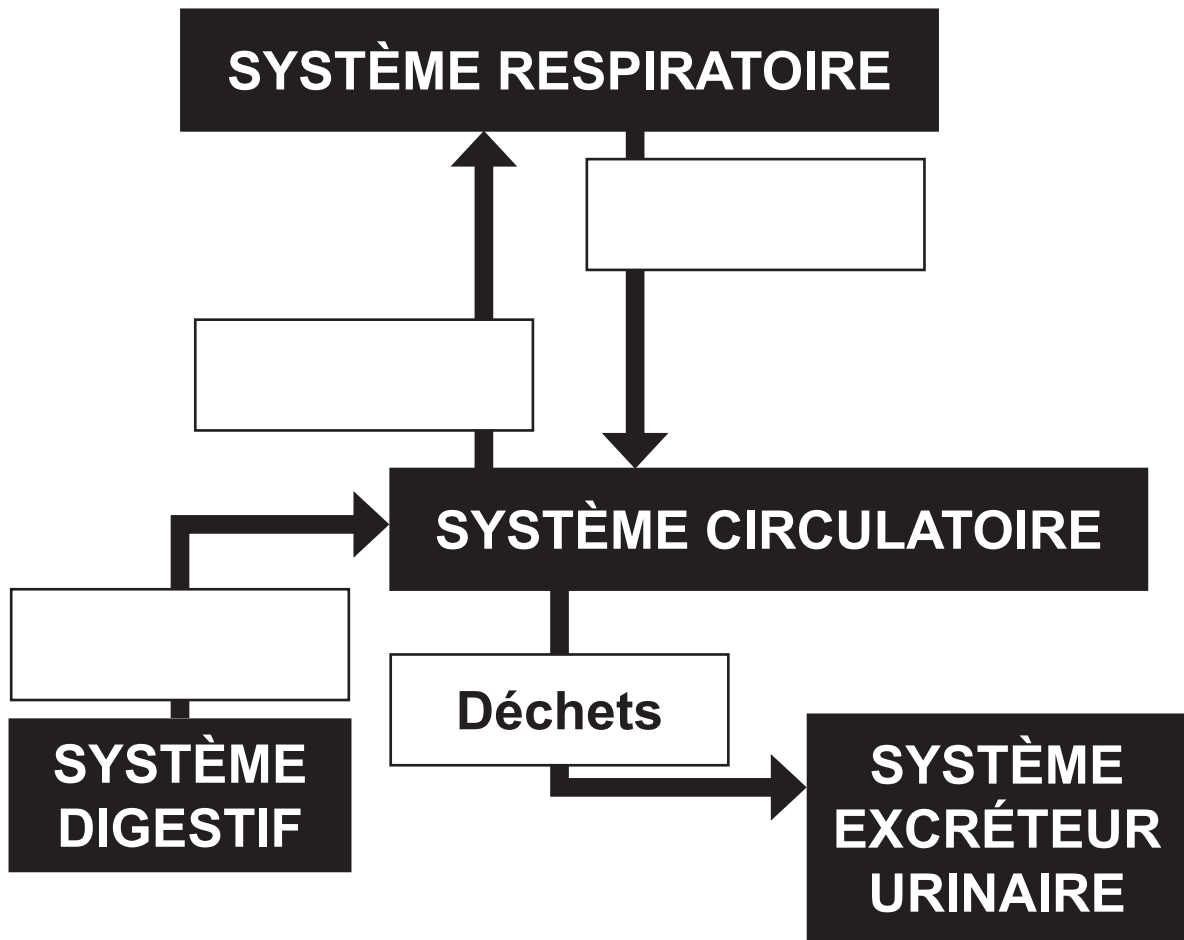 SYSTÈME RESPIRATOIRE
SYSTÈME CIRCULATOIRE
Déchets
SYSTÈME
DIGESTIF
SYSTÈME
EXCRÉTEUR
URINAIRE